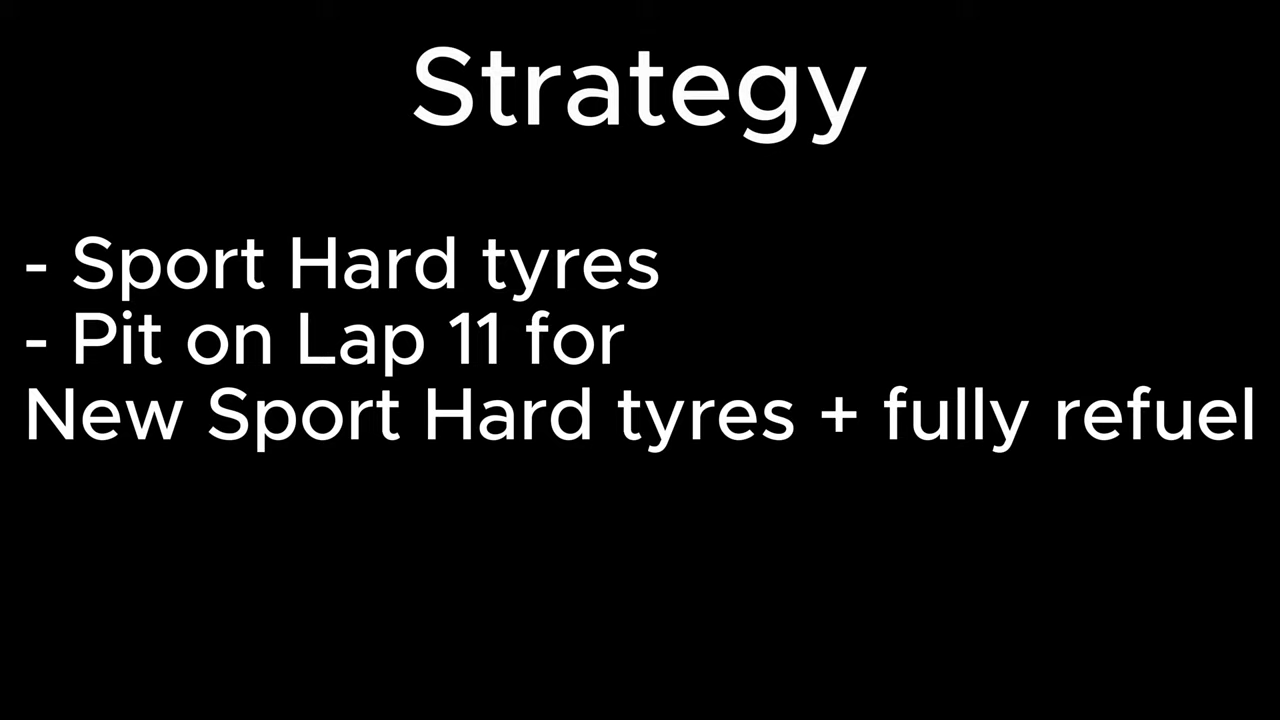 Strategy
- Sport Hard tyres
- Pit on Lap 11 for
New Sport Hard tyres + fully refuel